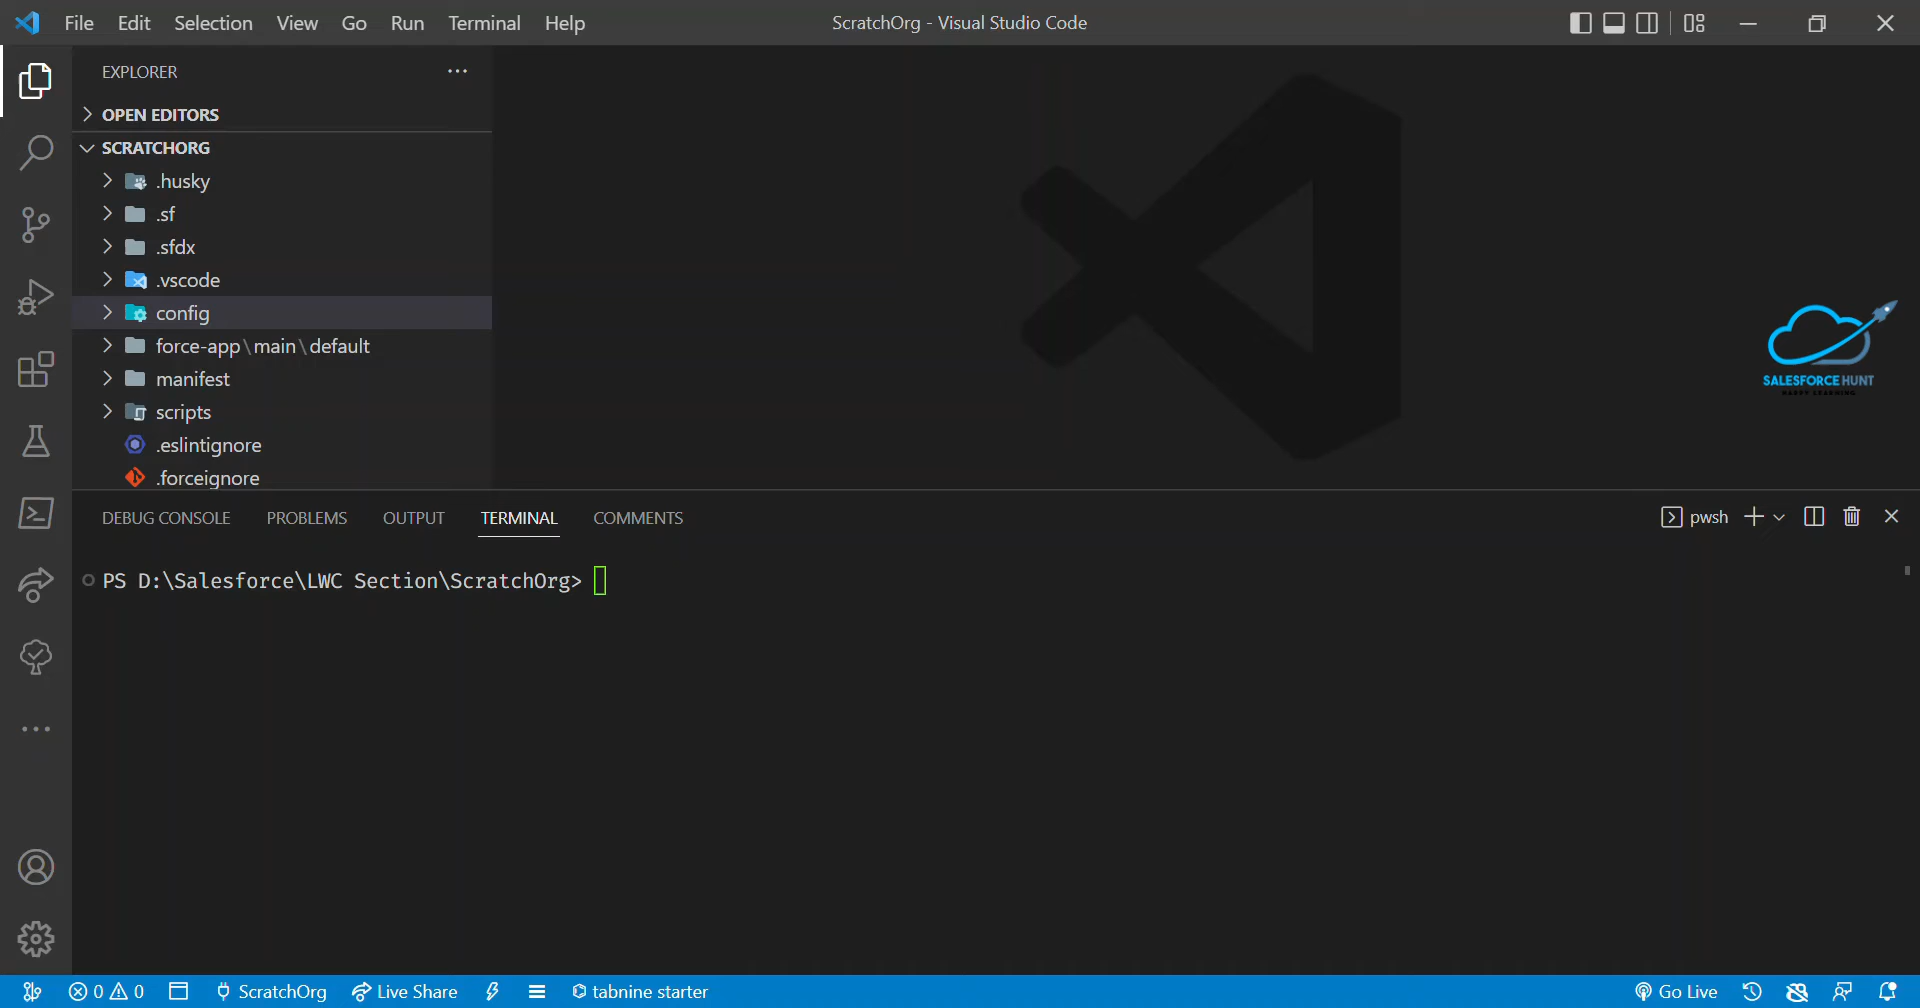 File Edit Selection View Go Run Terminal Help
ScratchOrg - Visual Studio Code
EXPLORER
OPEN EDITORS
SCRATCHORG
.husky
.sf
.sfdx
.vscode
config
force-app\main\default
manifest
scripts
.eslintignore
.forceignore
SALESFORCE HUNT
HAPPY LEARNING
DEBUG CONSOLE PROBLEMS OUTPUT TERMINAL COMMENTS
pwsh
PS D:\Salesforce\LWC Section\ScratchOrg>
0 0 ScratchOrg Live Share tabnine starter Go Live